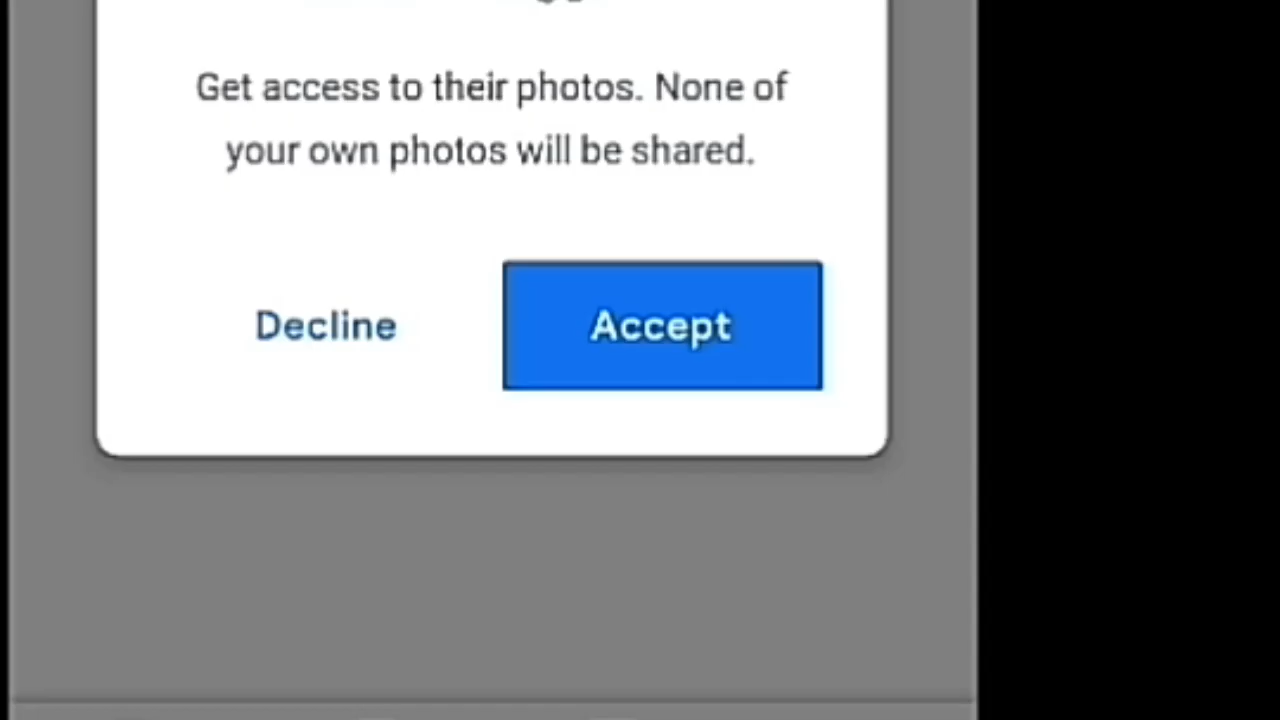 Get access to their photos. None of
your own photos will be shared.
Decline
Accept